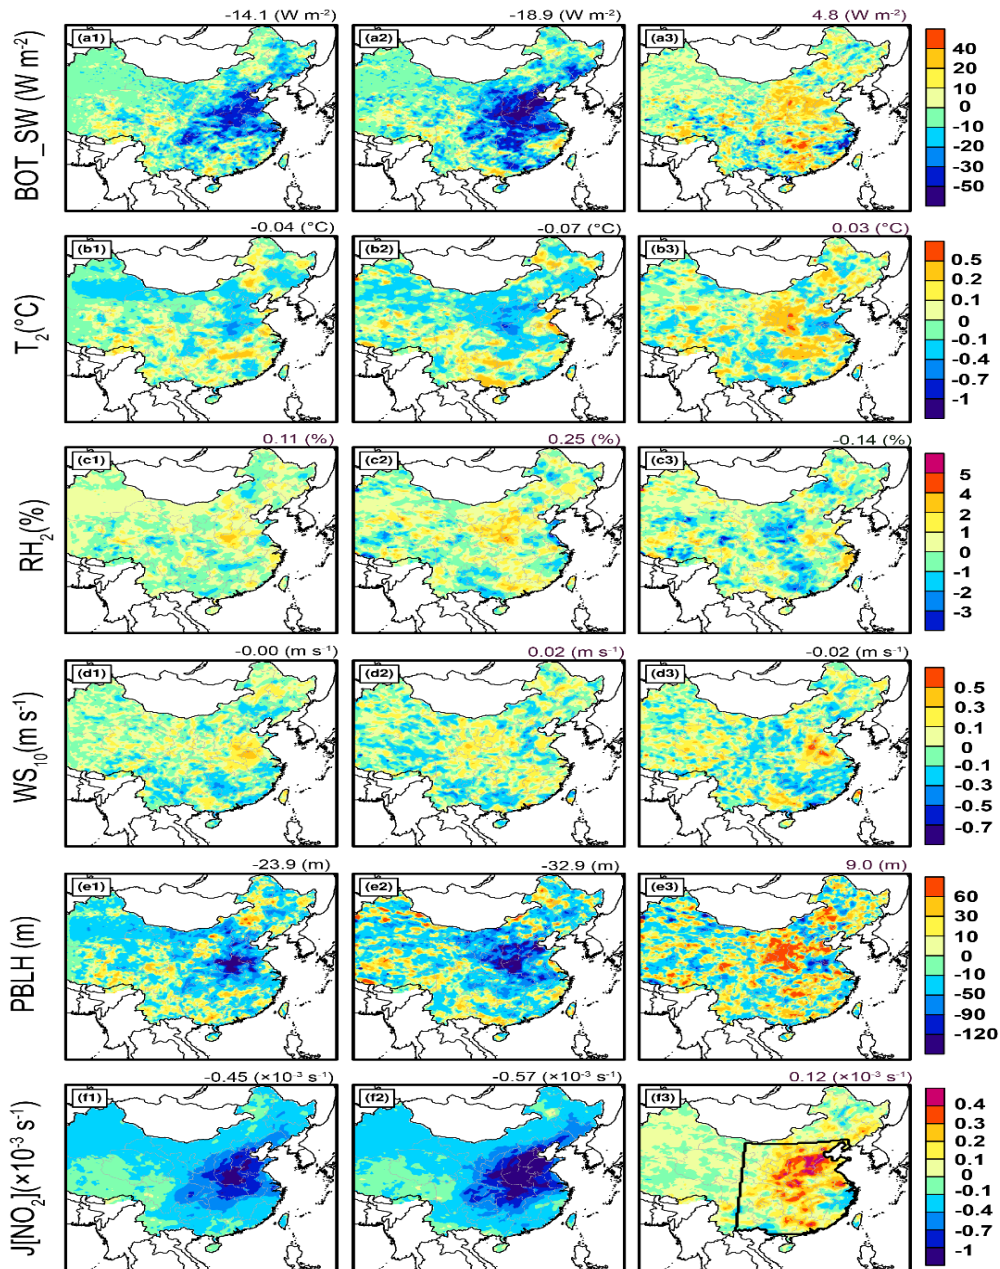 -14.1 (W m-2) -18.9 (W m-2) 4.8 (W m-2)
(a1) (a2) (a3)
BOT_SW (W m-2)
40
20
10
0
-10
-30
-50
-0.04 (°C) -0.07 (°C) 0.03 (°C)
(b1) (b2) (b3)
T2(°C)
0.5
0.2
0.1
0
-0.1
-0.4
-0.7
-1
0.11 (%) 0.25 (%) -0.14 (%)
(c1) (c2) (c3)
RH2(%)
5
4
2
1
0
-1
-2
-3
-0.00 (m s-1) 0.02 (m s-1) -0.02 (m s-1)
(d1) (d2) (d3)
WS10(m s-1)
0.5
0.3
0.1
0
-0.1
-0.3
-0.5
-0.7
-23.9 (m) -32.9 (m) 9.0 (m)
(e1) (e2) (e3)
PBLH (m)
60
30
10
0
-10
-50
-90
-120
-0.45 (×10-3 s-1) -0.57 (×10-3 s-1) 0.12 (×10-3 s-1)
(f1) (f2) (f3)
J[NO2](×10-3 s-1)
0.4
0.3
0.2
0.1
0
-0.1
-0.4
-0.7
-1